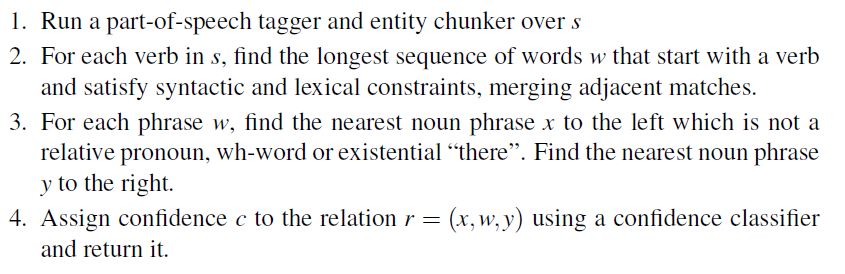 1. Run a part-of-speech tagger and entity chunker over s
2. For each verb in s, find the longest sequence of words w that start with a verb
and satisfy syntactic and lexical constraints, merging adjacent matches.
3. For each phrase w, find the nearest noun phrase x to the left which is not a
relative pronoun, wh-word or existential “there”. Find the nearest noun phrase
y to the right.
4. Assign confidence c to the relation r = (x,w,y) using a confidence classifier
and return it.